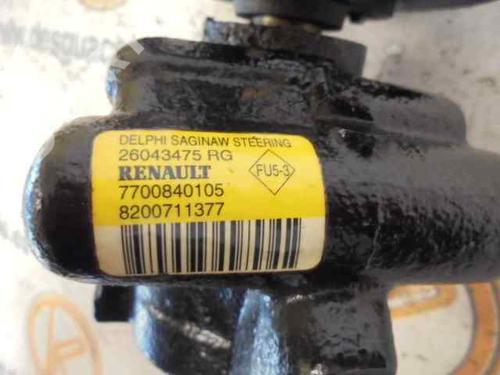 DELPHI SAGINAW STEERING
26043475 RG
RENAULT
FU5-3
7700840105
8200711377